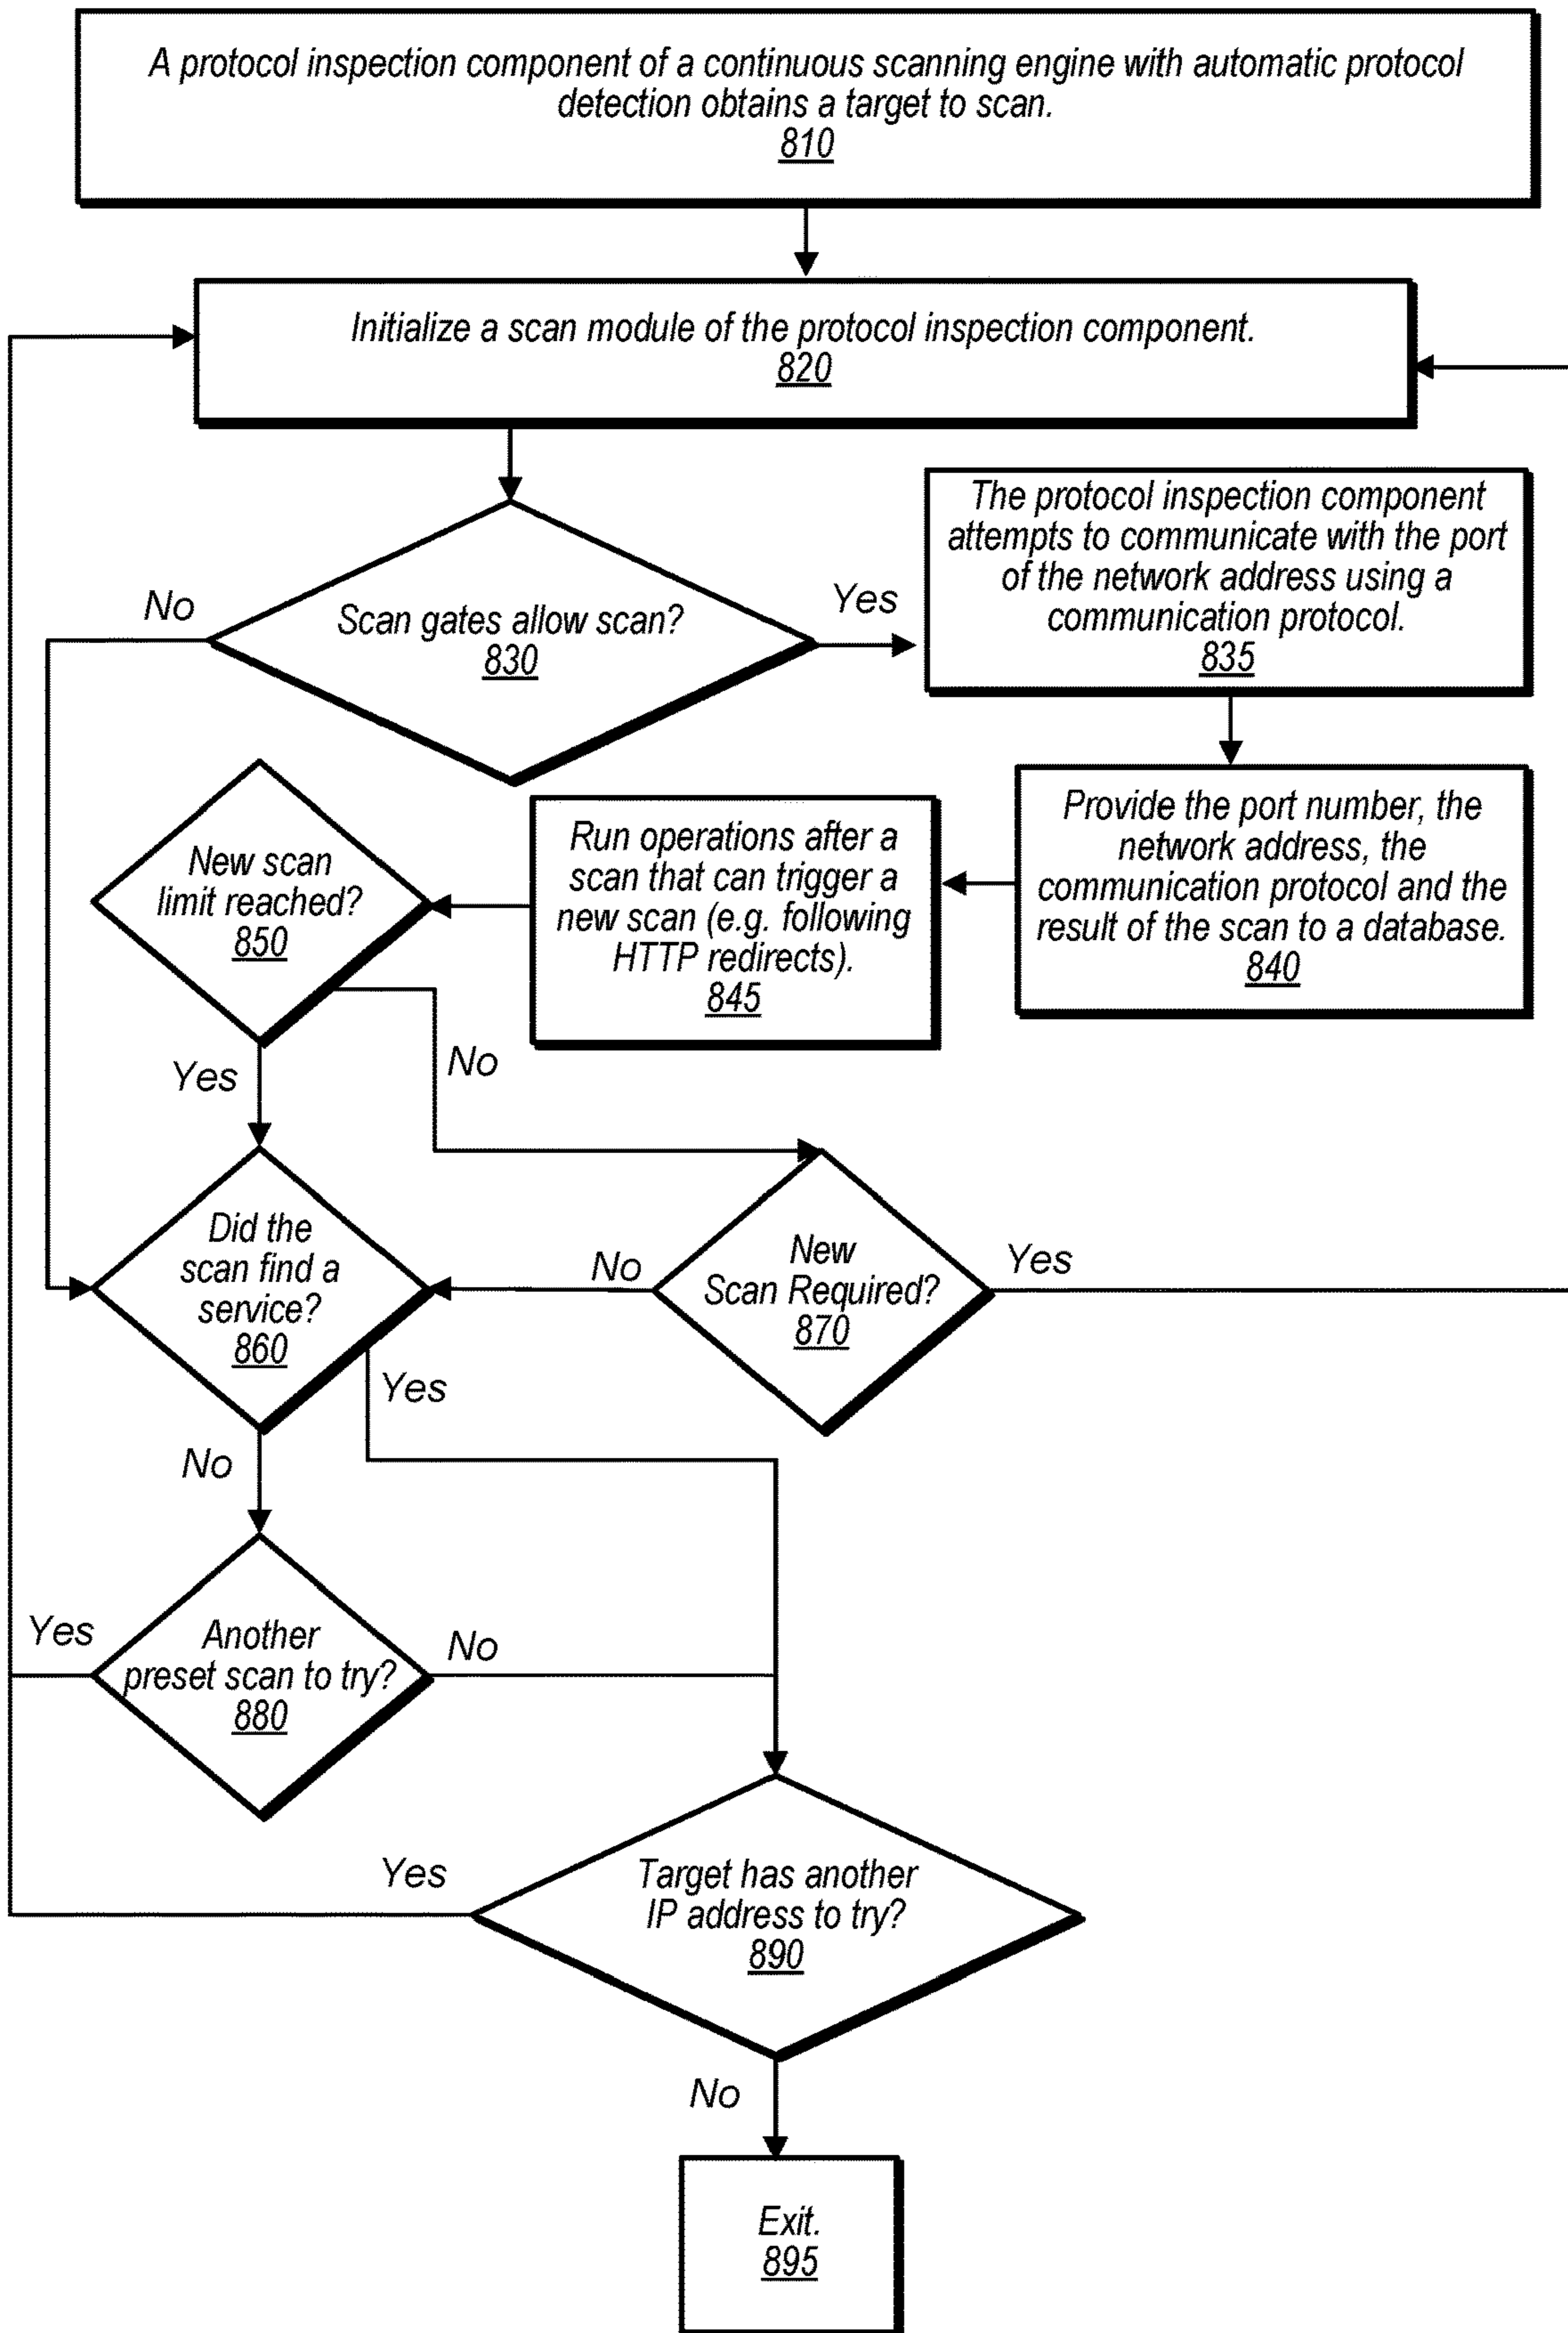 A protocol inspection component of a continuous scanning engine with automatic protocol
detection obtains a target to scan.
810
Initialize a scan module of the protocol inspection component.
820
The protocol inspection component
attempts to communicate with the port
of the network address using a
communication protocol.
835
No
Scan gates allow scan?
830
Yes
Provide the port number, the
network address, the
communication protocol and the
result of the scan to a database.
840
Run operations after a
scan that can trigger a
new scan (e.g. following
HTTP redirects).
845
New scan
limit reached?
850
Yes
No
Did the
scan find a
service?
860
No
New
Scan Required?
870
Yes
Yes
No
Yes
Another
preset scan to try?
880
No
Yes
Target has another
IP address to try?
890
No
Exit.
895